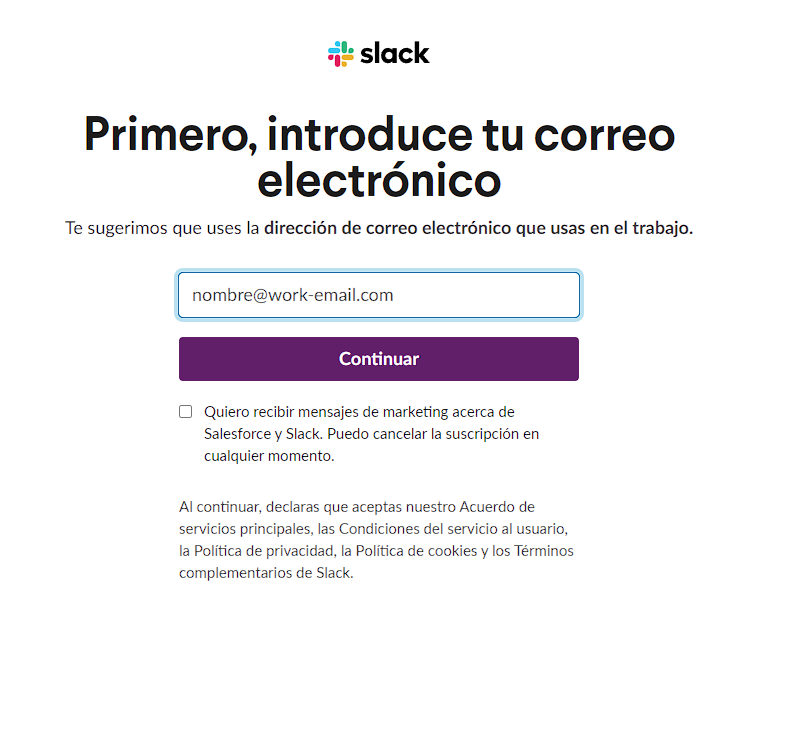 slack
Primero, introduce tu correo
electrónico
Te sugerimos que uses la dirección de correo electrónico que usas en el trabajo.
nombre@work-email.com
Continuar
Quiero recibir mensajes de marketing acerca de
Salesforce y Slack. Puedo cancelar la suscripción en
cualquier momento.
Al continuar, declaras que aceptas nuestro Acuerdo de
servicios principales, las Condiciones del servicio al usuario,
la Política de privacidad, la Política de cookies y los Términos
complementarios de Slack.